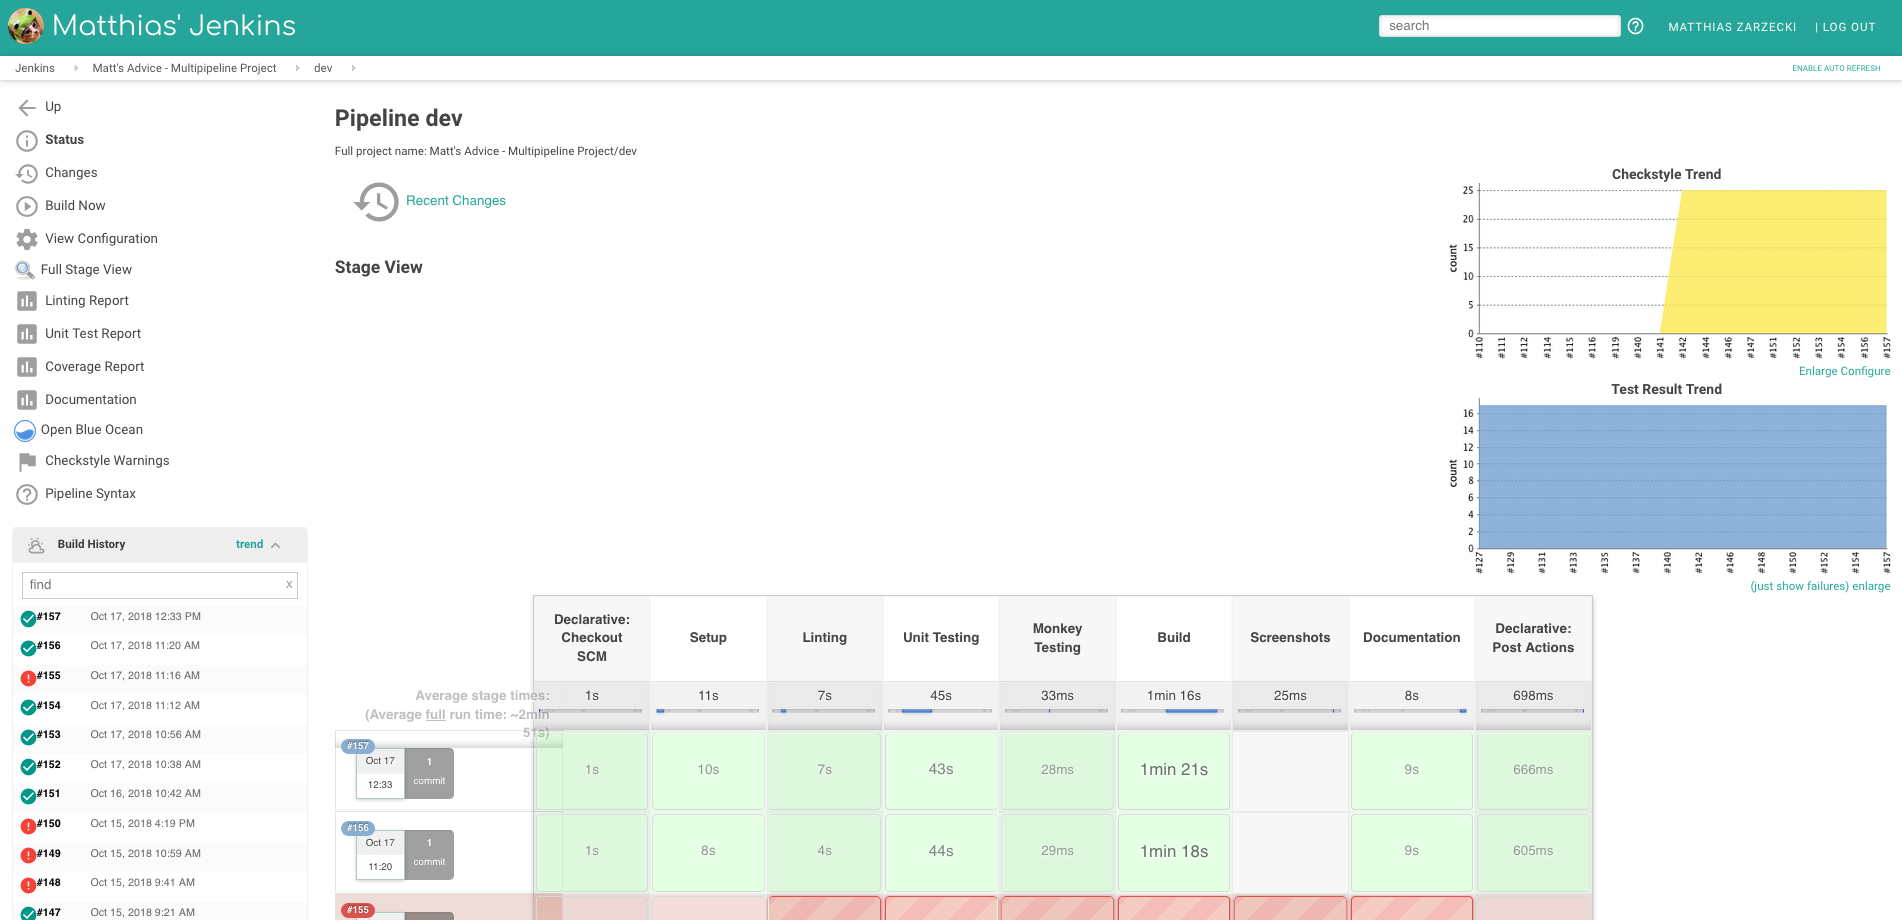 Matthias' Jenkins
search
MATTHIAS ZARZECKI | LOG OUT
Jenkins Matt's Advice - Multipipeline Project dev
ENABLE AUTO REFRESH
Up
Status
Changes
Build Now
View Configuration
Full Stage View
Linting Report
Unit Test Report
Coverage Report
Documentation
Open Blue Ocean
Checkstyle Warnings
Pipeline Syntax
Build History trend
find x
#157 Oct 17, 2018 12:33 PM
#156 Oct 17, 2018 11:20 AM
#155 Oct 17, 2018 11:16 AM
#154 Oct 17, 2018 11:12 AM
#153 Oct 17, 2018 10:56 AM
#152 Oct 17, 2018 10:38 AM
#151 Oct 16, 2018 10:42 AM
#150 Oct 15, 2018 4:19 PM
#149 Oct 15, 2018 10:59 AM
#148 Oct 15, 2018 9:41 AM
#147 Oct 15, 2018 9:21 AM
Pipeline dev
Full project name: Matt's Advice - Multipipeline Project/dev
Recent Changes
Stage View
Checkstyle Trend
count
25
20
15
10
5
0
#110 #111 #112 #114 #115 #116 #119 #140 #141 #142 #144 #146 #147 #151 #152 #153 #154 #156 #157
Enlarge Configure
Test Result Trend
count
16
14
12
10
8
6
4
2
0
#127 #129 #131 #133 #135 #137 #140 #142 #146 #148 #150 #152 #154 #157
(just show failures) enlarge
Declarative: Checkout SCM
Setup
Linting
Unit Testing
Monkey Testing
Build
Screenshots
Documentation
Declarative: Post Actions
Average stage times:
(Average full run time: ~2min
51s)
1s 11s 7s 45s 33ms 1min 16s 25ms 8s 698ms
#157
Oct 17
12:33
1
commit
1s 10s 7s 43s 28ms 1min 21s 9s 666ms
#156
Oct 17
11:20
1
commit
1s 8s 4s 44s 29ms 1min 18s 9s 605ms
#155